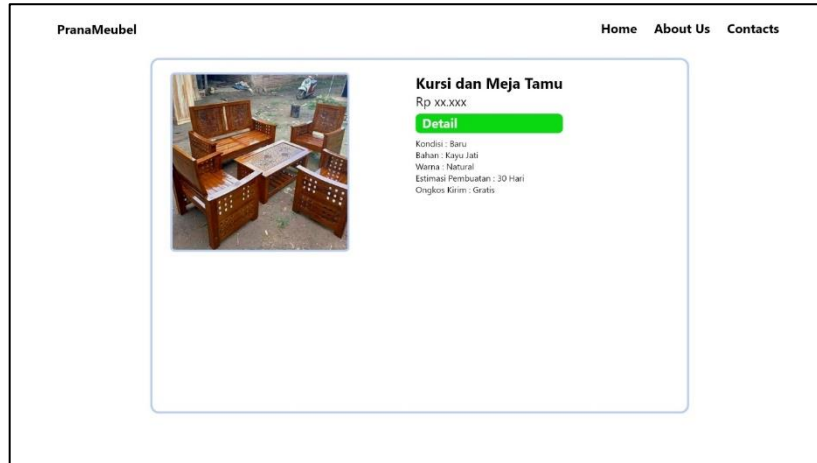 PranaMeubel
Home About Us Contacts
Kursi dan Meja Tamu
Rp xx.xxx
Detail
Kondisi : Baru
Bahan : Kayu Jati
Warna : Natural
Estimasi Pembuatan : 30 Hari
Ongkos Kirim : Gratis